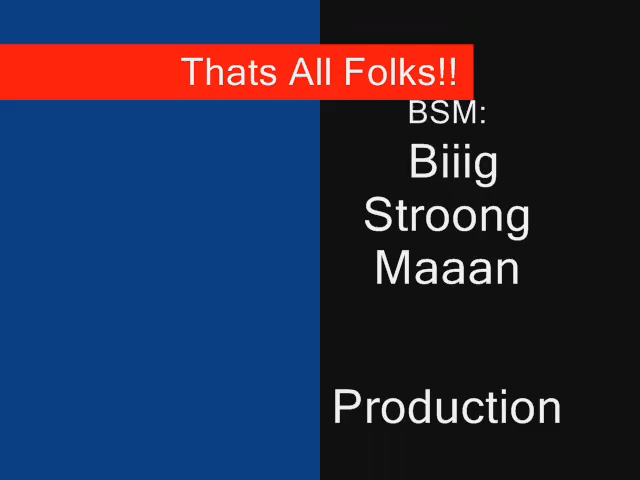 Thats All Folks!!
BSM:
Biiig
Stroong
Maaan
Production